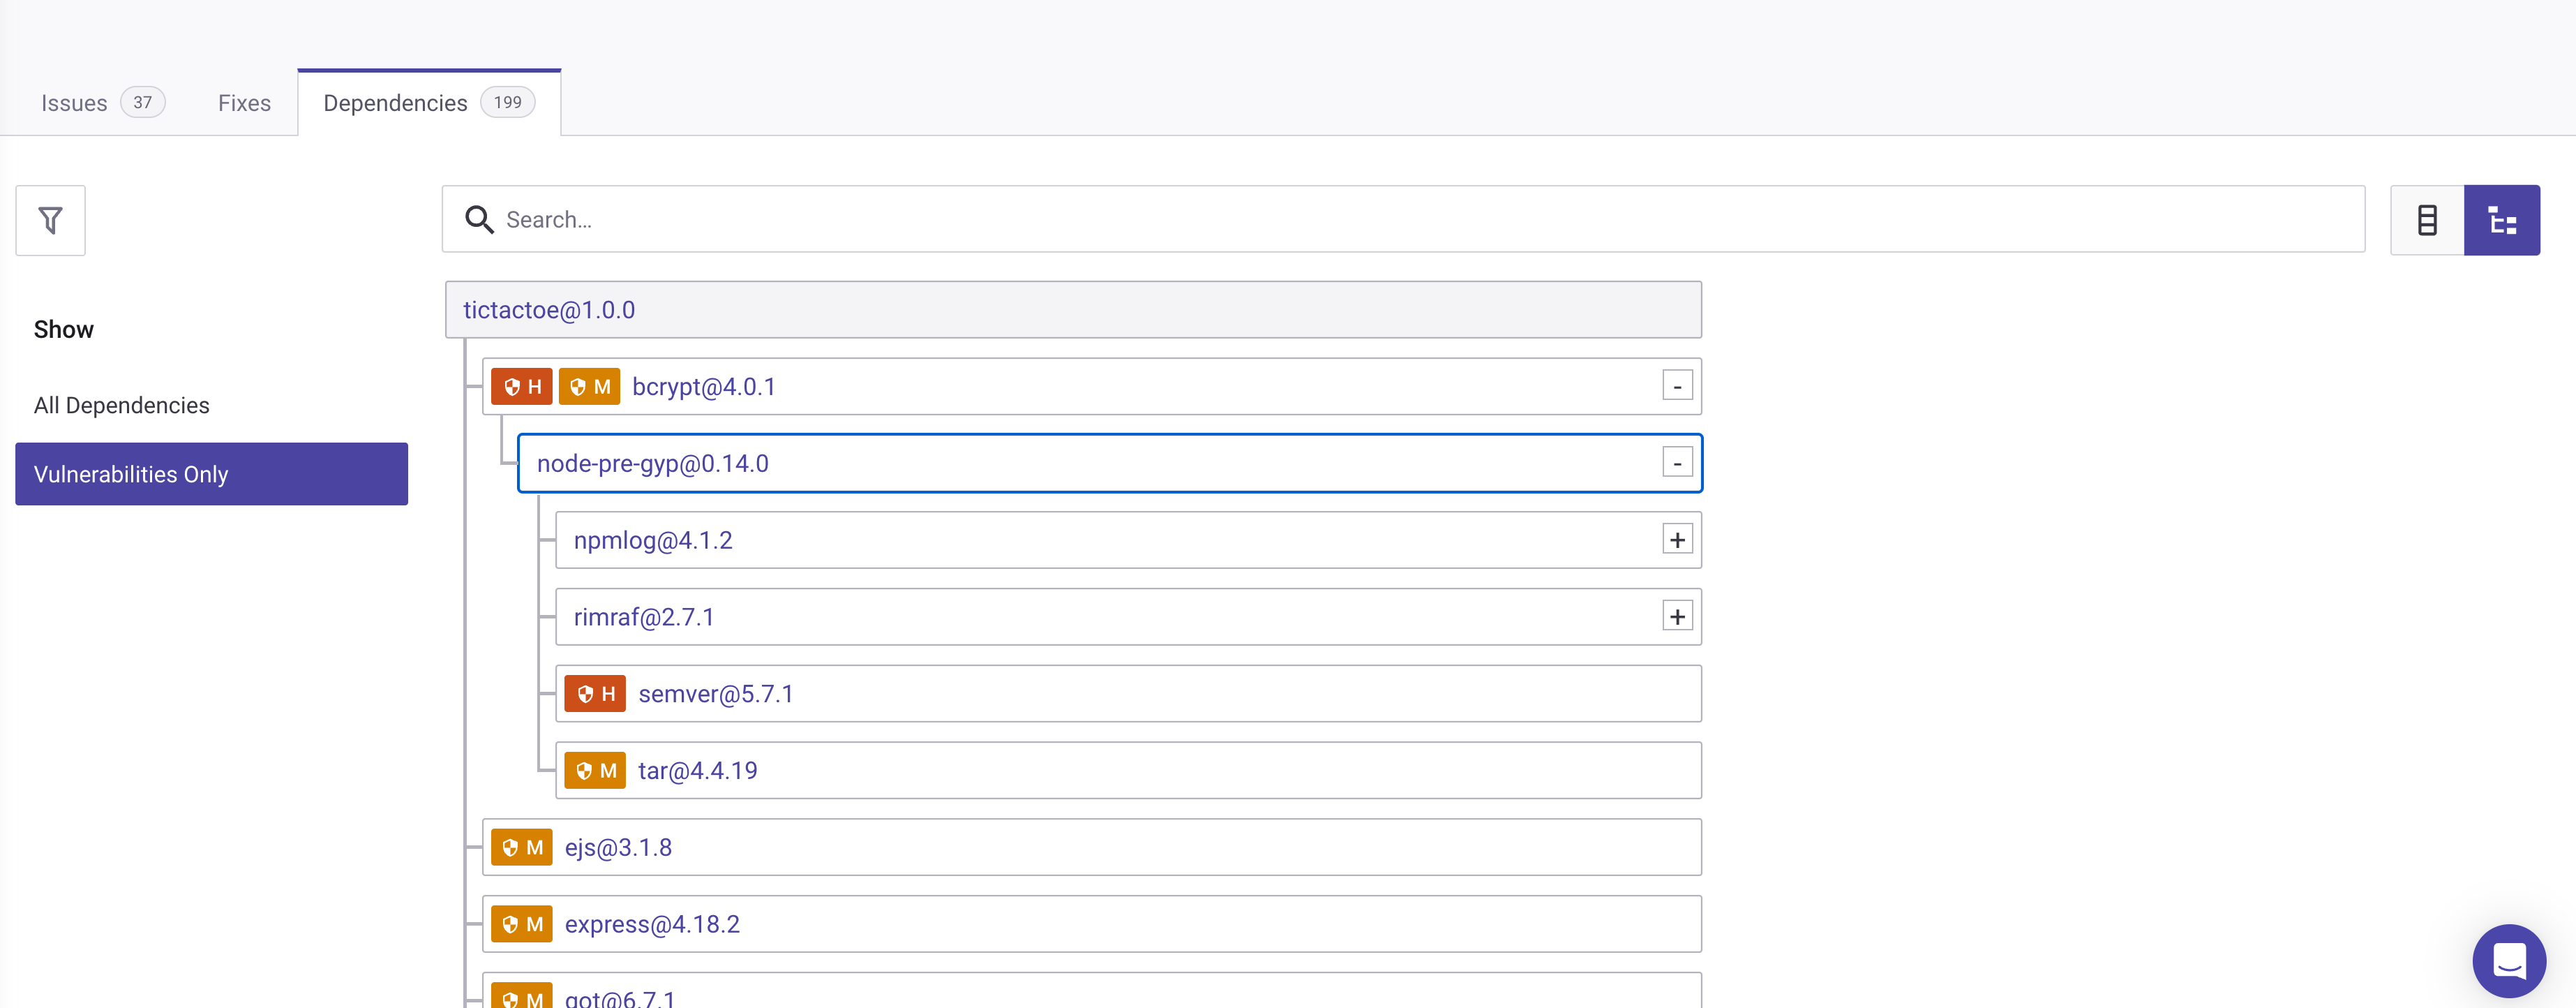 Issues 37 Fixes Dependencies 199
Search...
Show
All Dependencies
Vulnerabilities Only
tictactoe@1.0.0
H M bcrypt@4.0.1 -
node-pre-gyp@0.14.0 -
npmlog@4.1.2 +
rimraf@2.7.1 +
H semver@5.7.1
M tar@4.4.19
M ejs@3.1.8
M express@4.18.2
M got@6.7.1